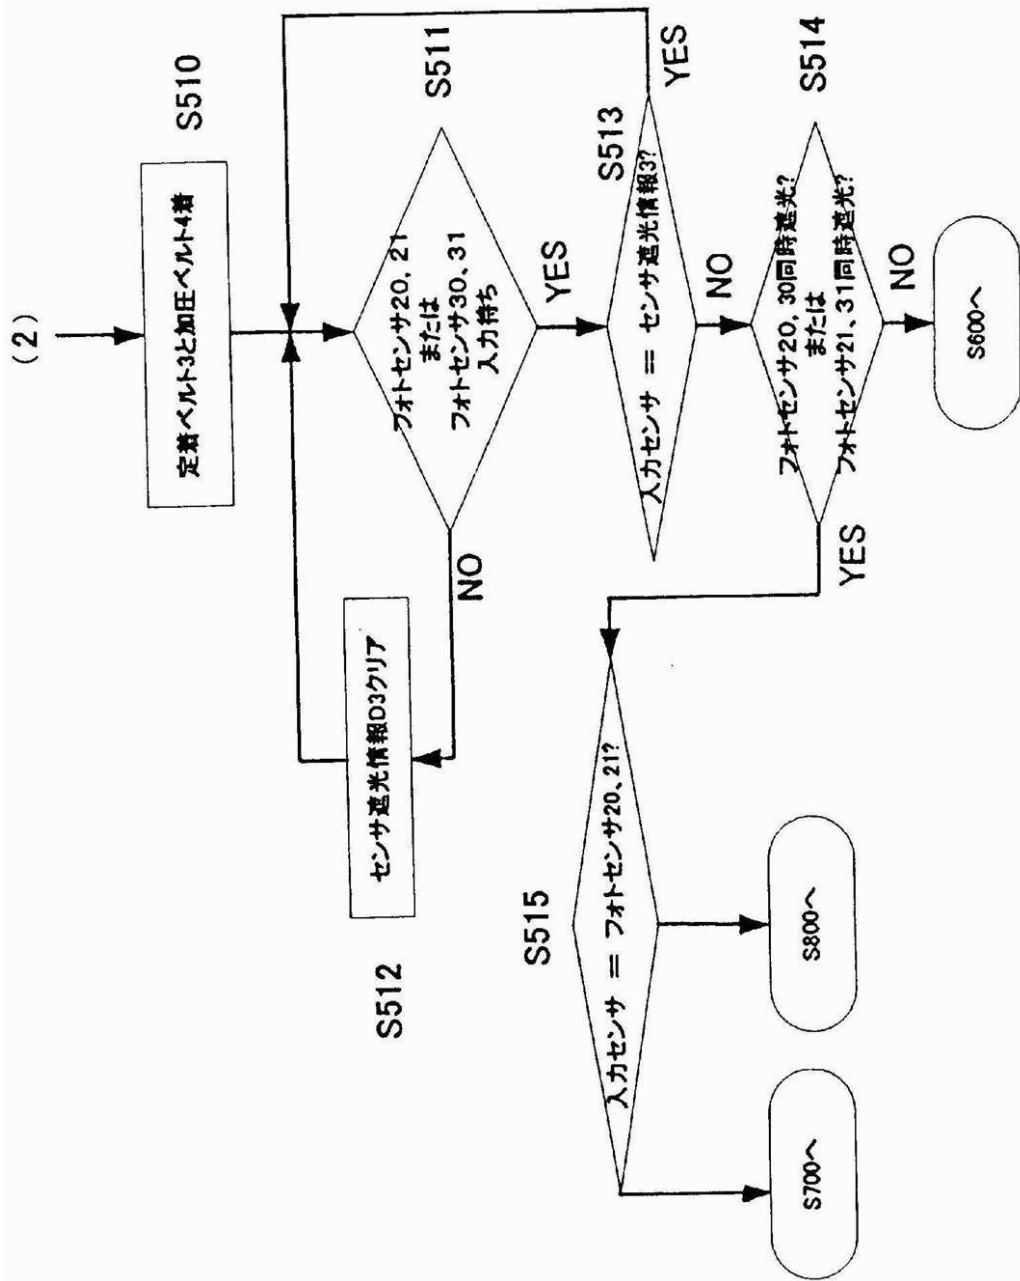 (2)
定着ベルト3と加圧ベルト4着
S510
フォトセンサ20, 21
または
フォトセンサ30、31
入力待ち
S511
NO
YES
センサ遮光情報D3クリア
S512
入力センサ == センサ遮光情報3?
S513
YES
NO
フォトセンサ20, 30同時遮光?
または
フォトセンサ21、31同時遮光?
S514
YES
NO
S600へ
入力センサ == フォトセンサ20、21?
S515
S700へ
S800へ